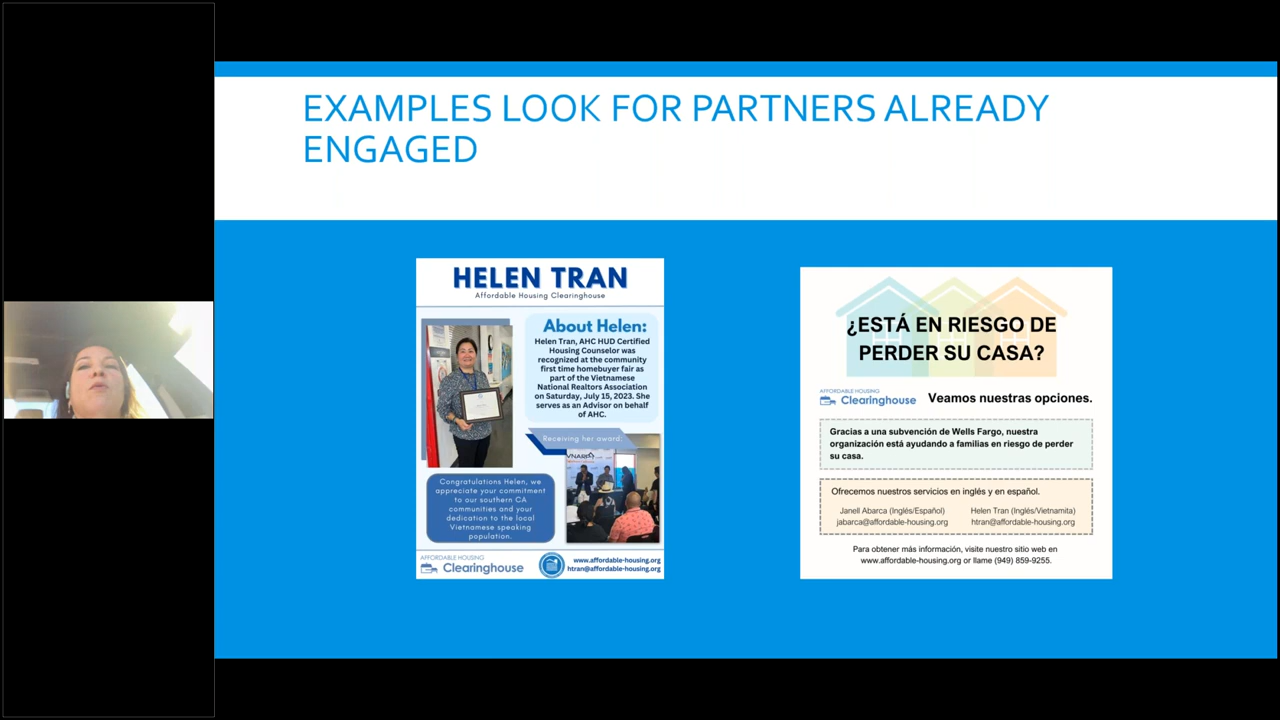 EXAMPLES LOOK FOR PARTNERS ALREADY
ENGAGED
HELEN TRAN
Affordable Housing Clearinghouse
About Helen:
Helen Tran, AHC HUD Certified
Housing Counselor was
recognized at the community
first time homebuyer fair as
part of the Vietnamese
National Realtors Association
on Saturday, July 15, 2023. She
serves as an Advisor on behalf
of AHC.
Receiving her award:
VNARP
Congratulations Helen, we
appreciate your commitment
to our southern CA
communities and your
dedication to the local
Vietnamese speaking
population.
AFFORDABLE HOUSING
Clearinghouse
www.affordable-housing.org
htran@affordable-housing.org
¿ESTÁ EN RIESGO DE
PERDER SU CASA?
AFFORDABLE HOUSING
Clearinghouse
Veamos nuestras opciones.
Gracias a una subvención de Wells Fargo, nuestra
organización está ayudando a familias en riesgo de perder
su casa.
Ofrecemos nuestros servicios en inglés y en español.
Janell Abarca (Inglés/Español)
jabarca@affordable-housing.org
Helen Tran (Inglés/Vietnamita)
htran@affordable-housing.org
Para obtener más información, visite nuestro sitio web en
www.affordable-housing.org or llame (949) 859-9255.